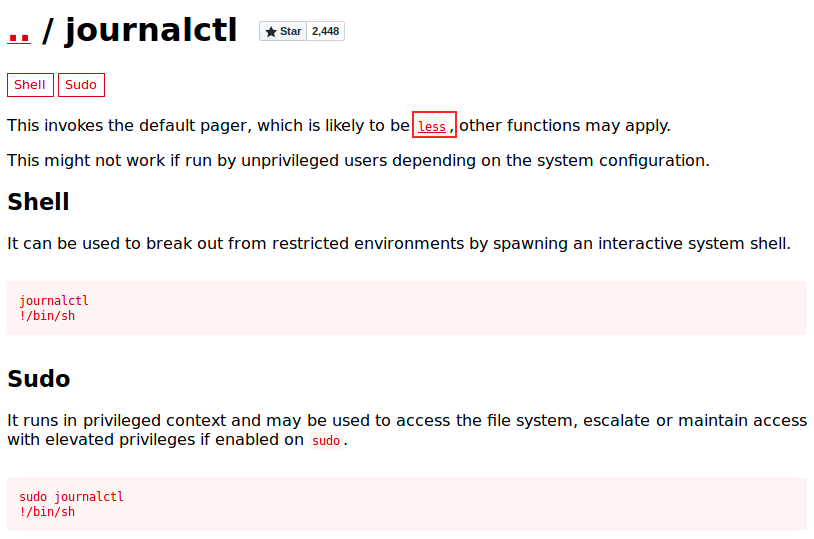 .. / journalctl Star 2,448
Shell Sudo
This invokes the default pager, which is likely to be less, other functions may apply.
This might not work if run by unprivileged users depending on the system configuration.
Shell
It can be used to break out from restricted environments by spawning an interactive system shell.
journalctl
!/bin/sh
Sudo
It runs in privileged context and may be used to access the file system, escalate or maintain access
with elevated privileges if enabled on sudo.
sudo journalctl
!/bin/sh